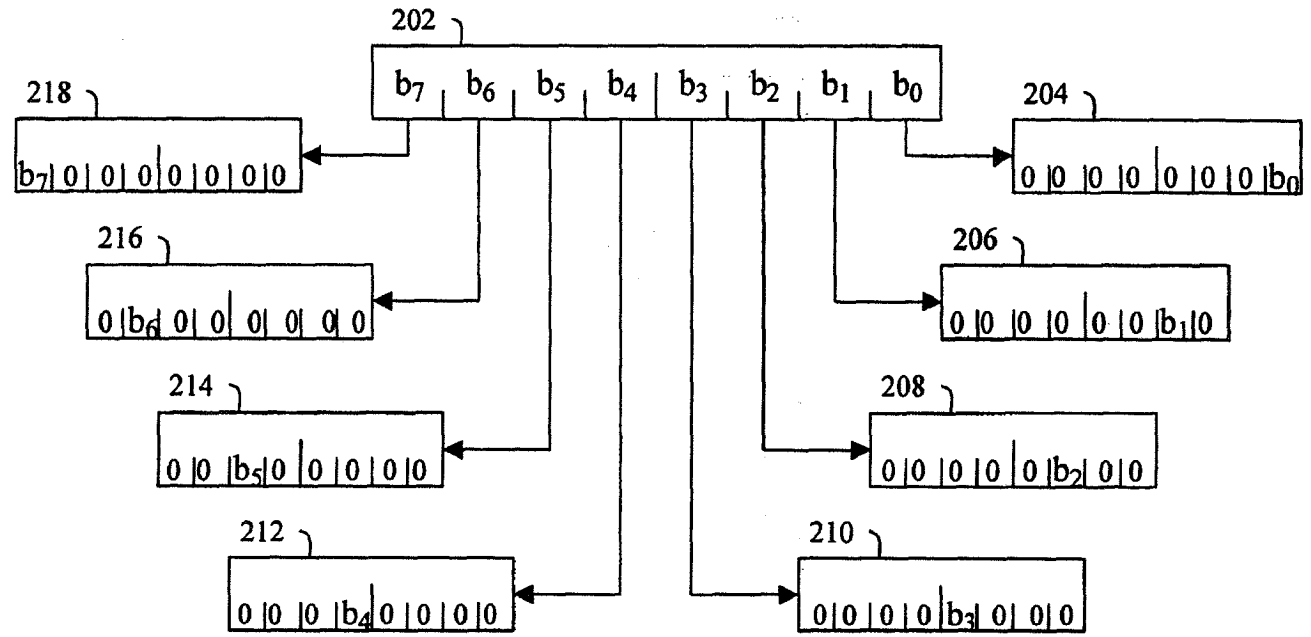 202
b7 b6 b5 b4 b3 b2 b1 b0
218
b7 0 0 0 0 0 0 0
204
0 0 0 0 0 0 0 b0
216
0 b6 0 0 0 0 0 0
206
0 0 0 0 0 0 b1 0
214
0 0 b5 0 0 0 0 0
208
0 0 0 0 0 b2 0 0
212
0 0 0 b4 0 0 0 0
210
0 0 0 0 b3 0 0 0